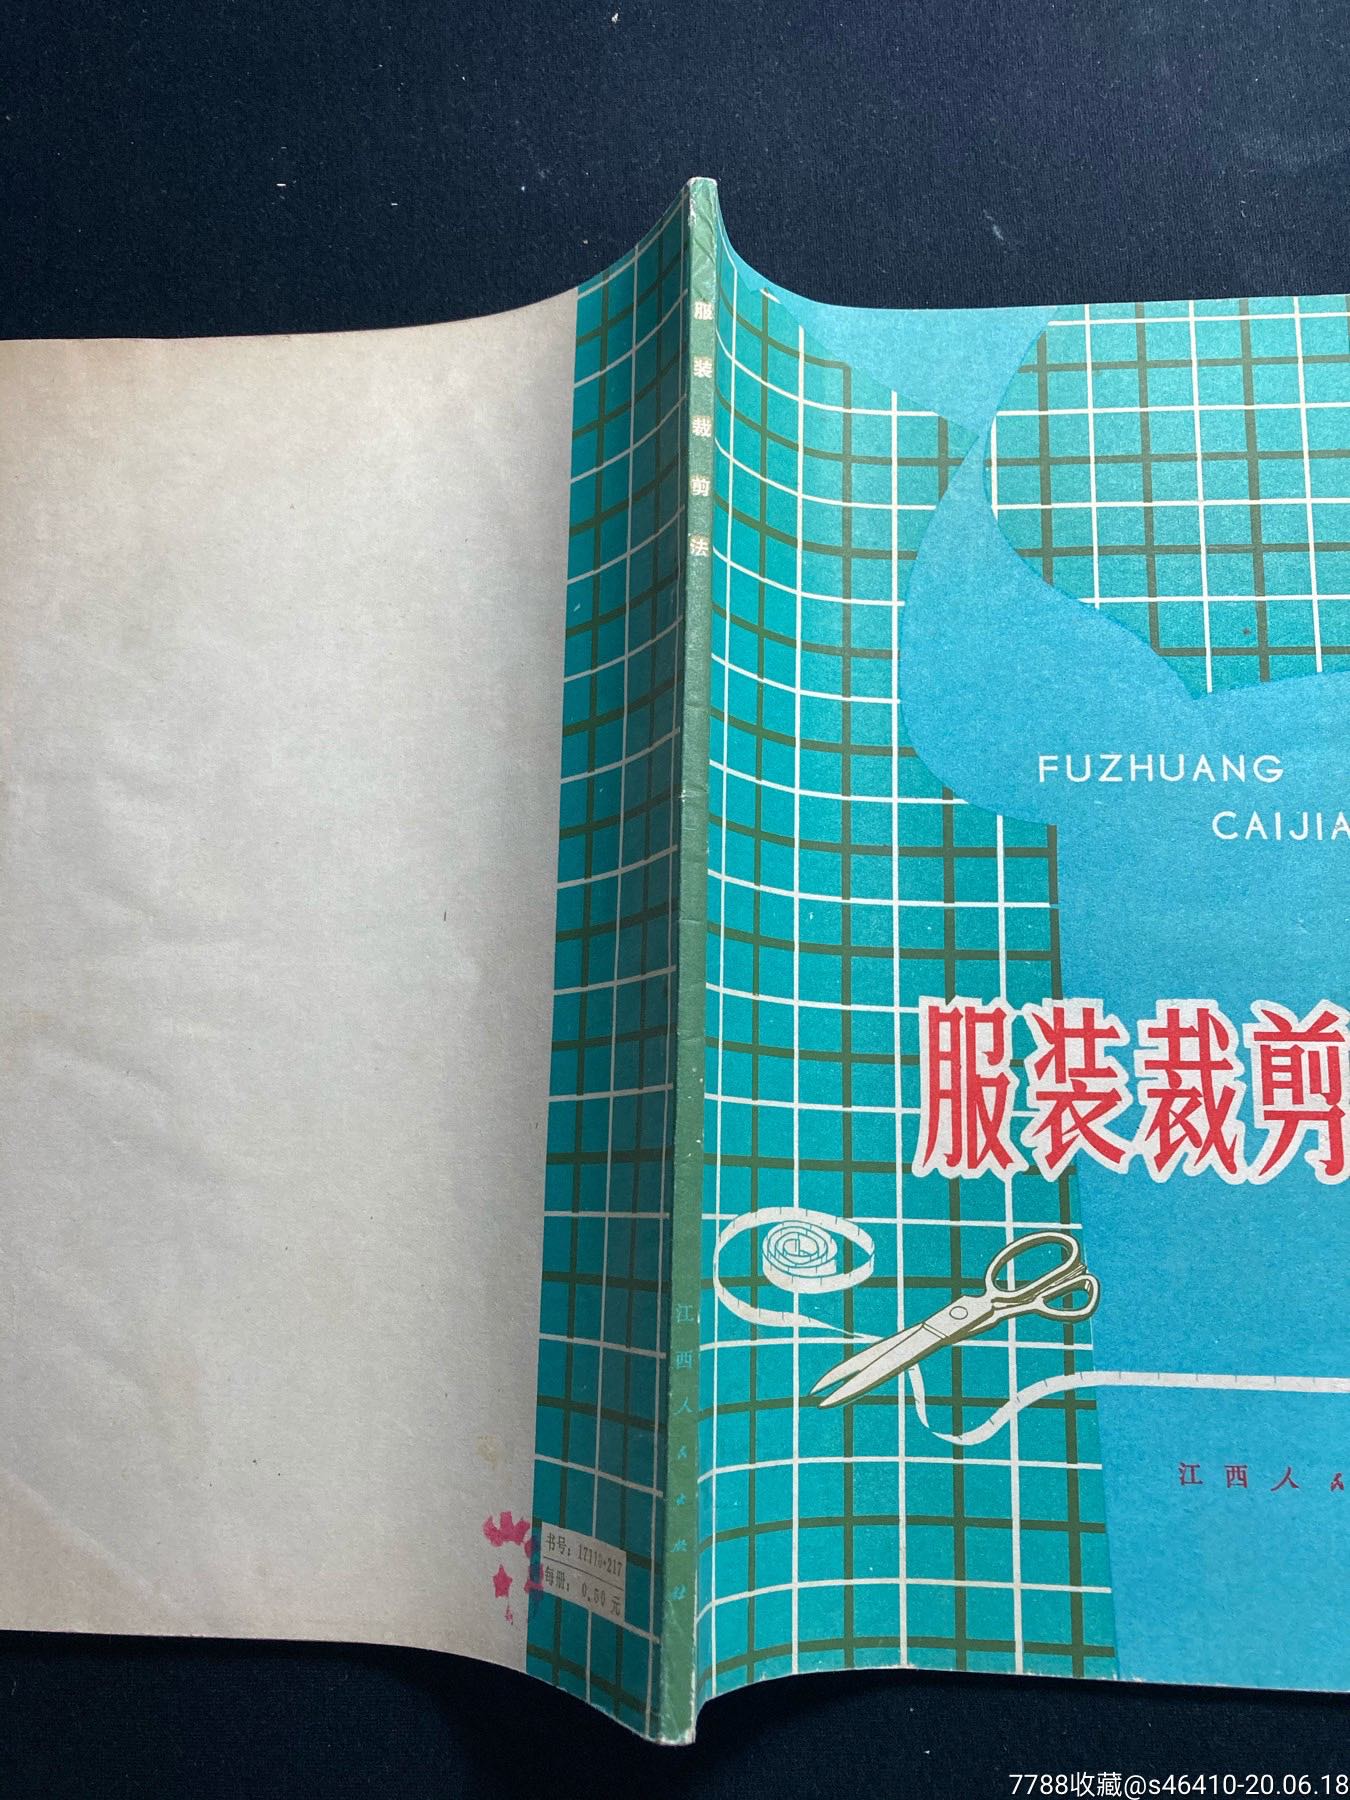 服装裁剪法
江西人民出版社
FUZHUANG
CAIJIA
服装裁剪
江西人民
书号：17110·217
每册：0.50元
7788收藏@s46410-20.06.18